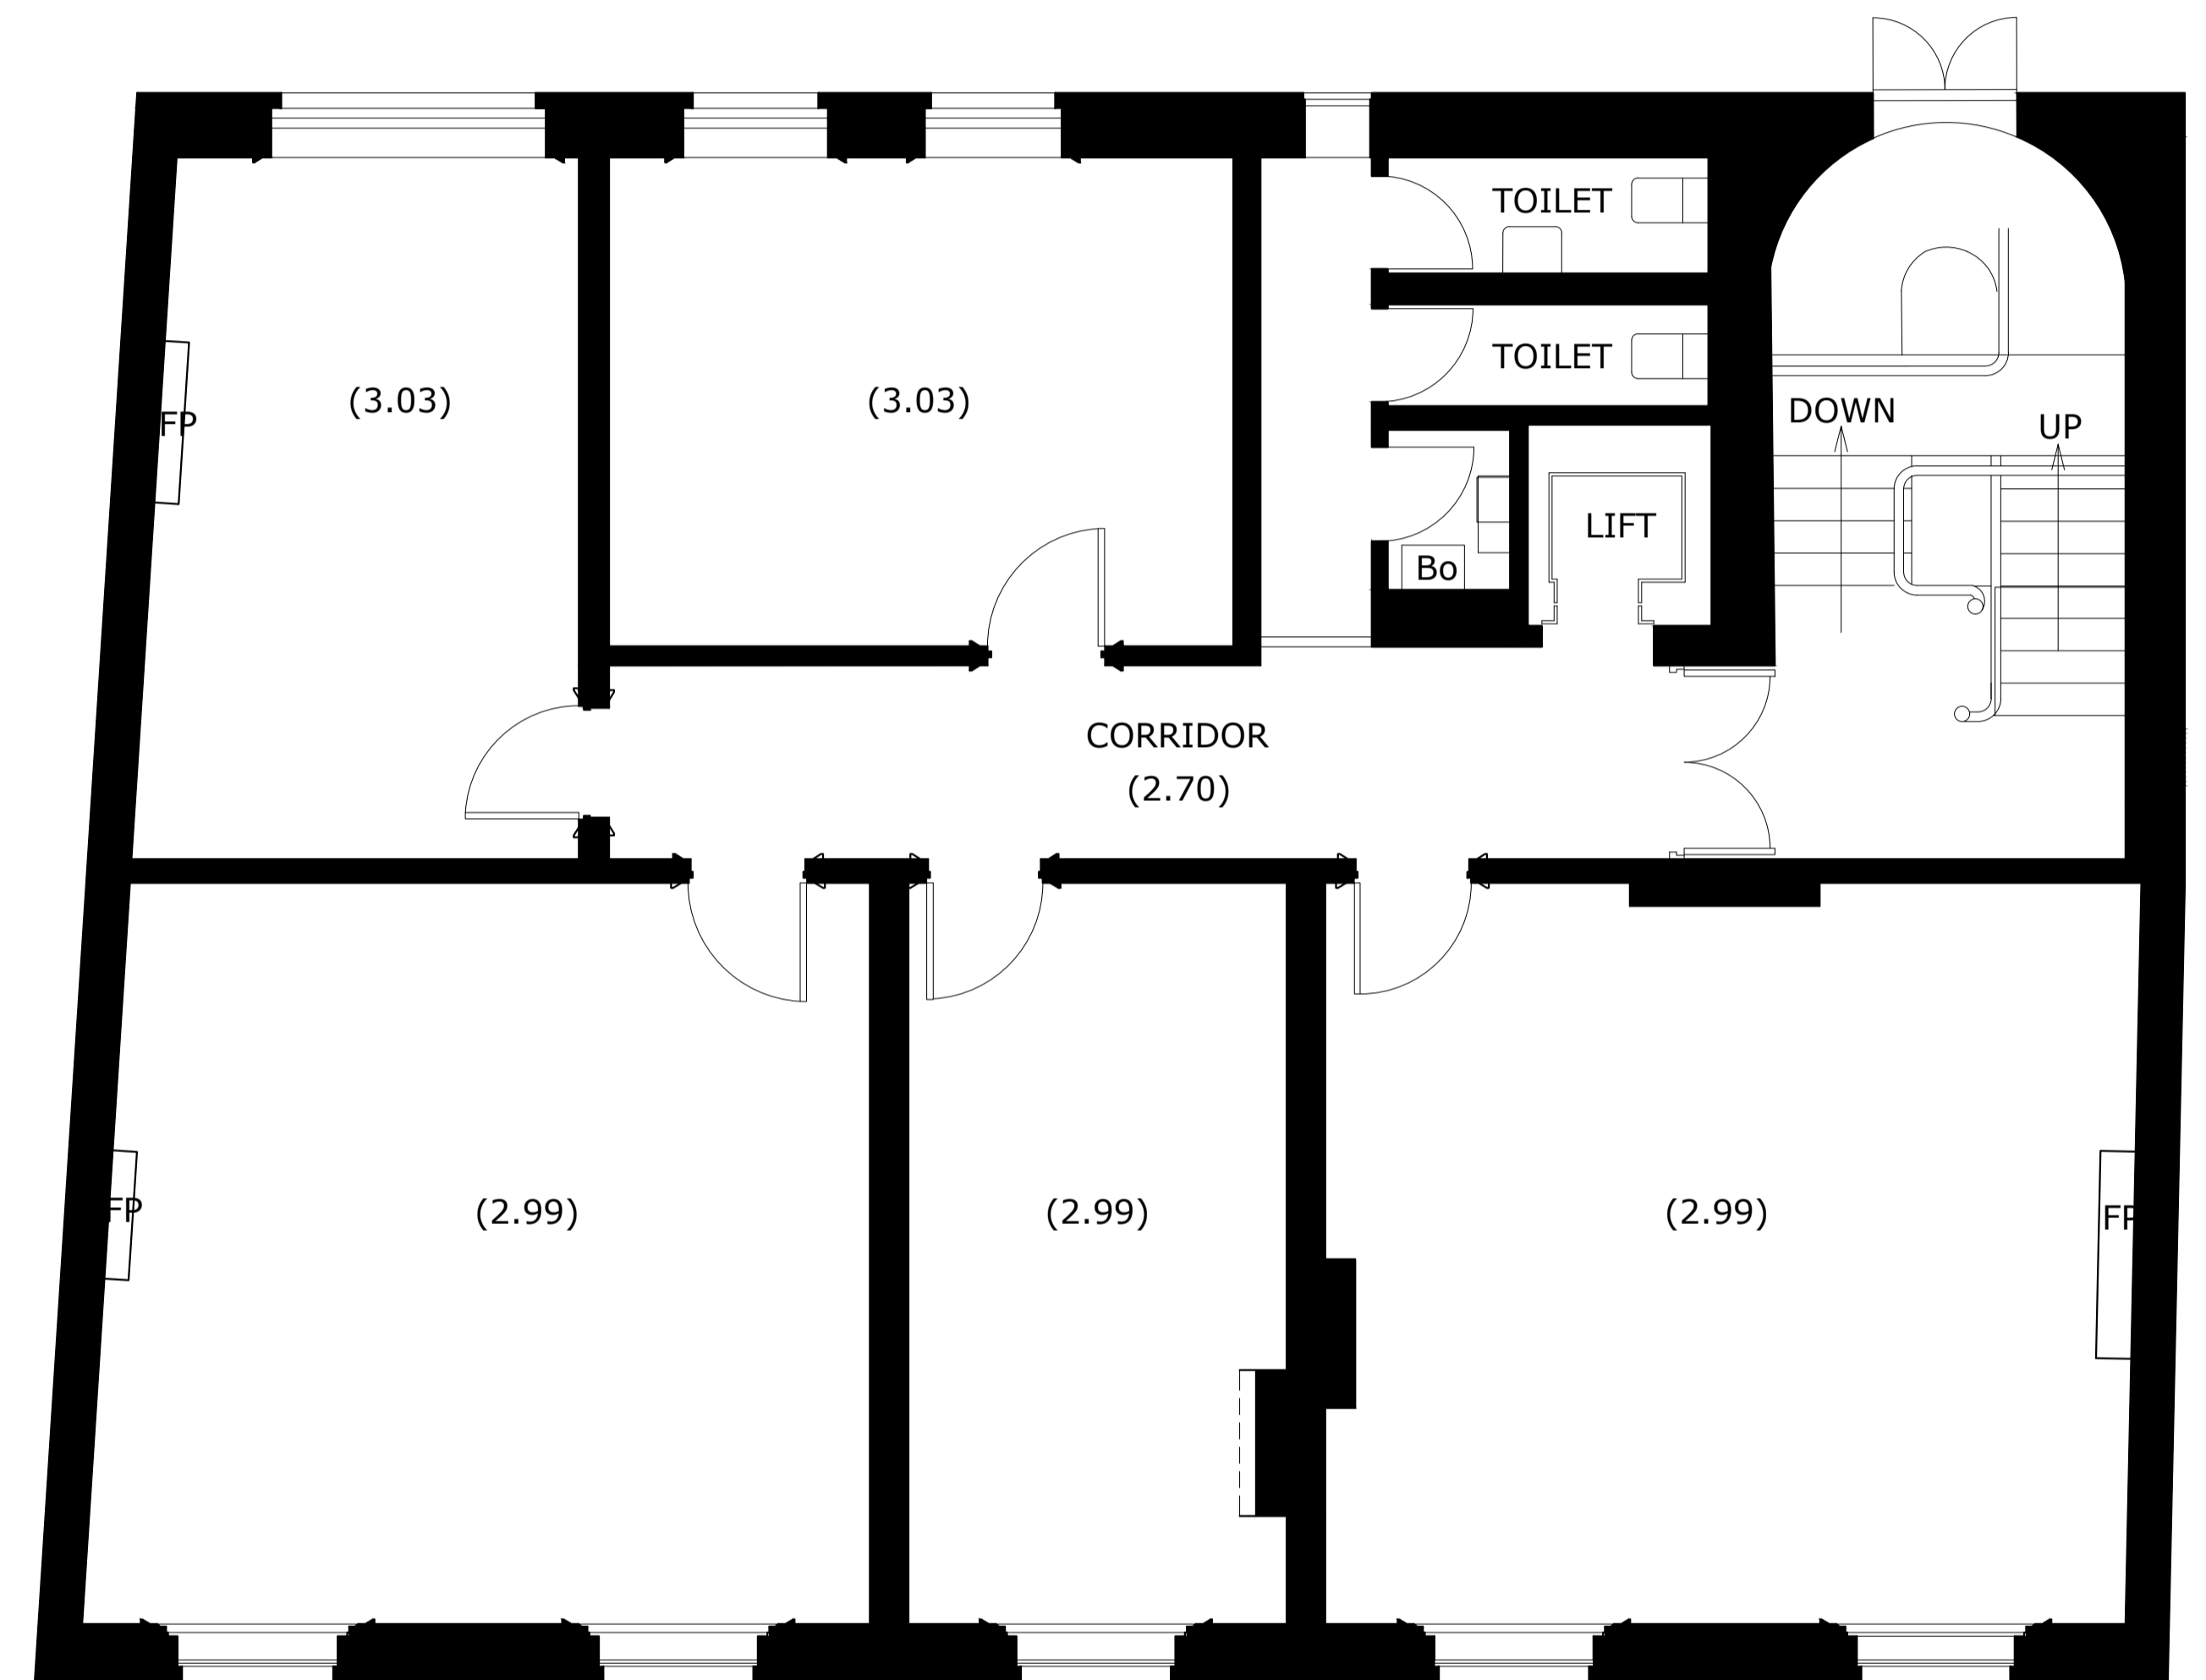 TOILET
TOILET
(3.03)
(3.03)
FP
DOWN
UP
LIFT
Bo
CORRIDOR
(2.70)
FP
(2.99)
(2.99)
(2.99)
FP